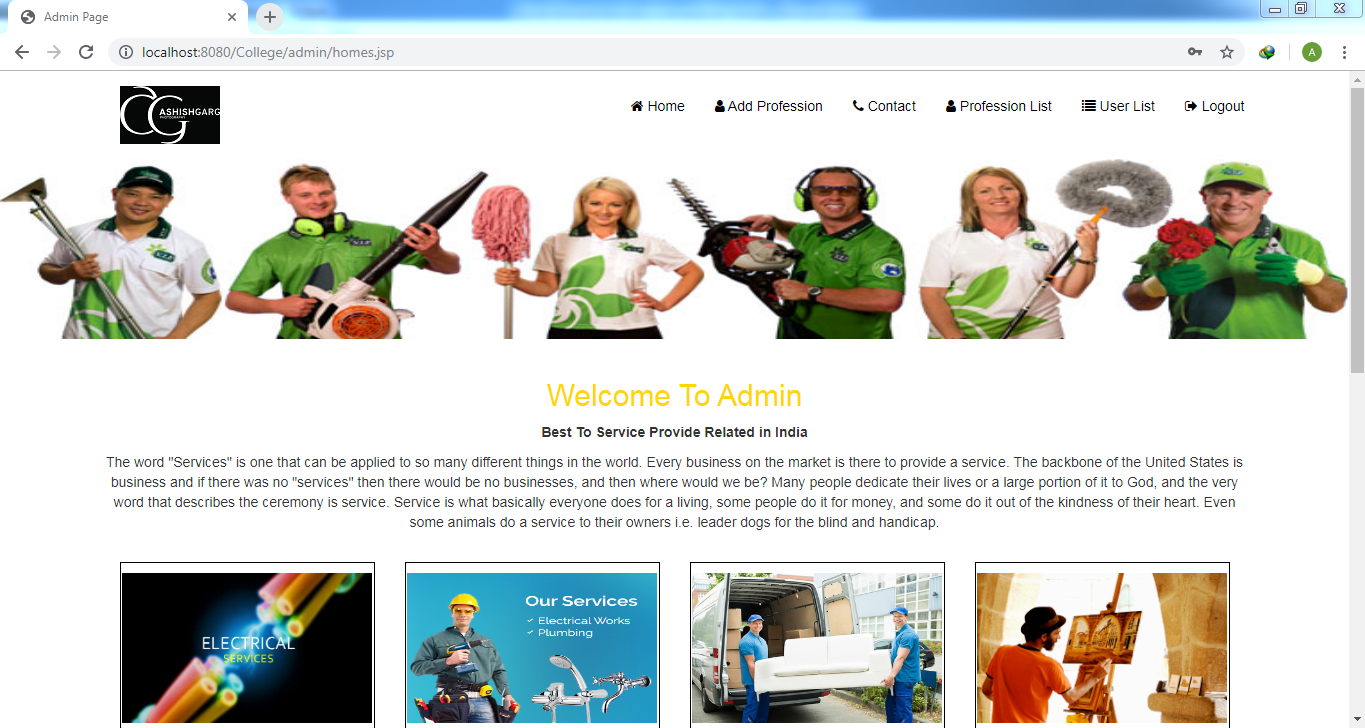 Admin Page
localhost:8080/College/admin/homes.jsp
A
ASHISHGARG
PHOTOGRAPHY
Home
Add Profession
Contact
Profession List
User List
Logout
V.I.P.
Welcome To Admin
Best To Service Provide Related in India
The word "Services" is one that can be applied to so many different things in the world. Every business on the market is there to provide a service. The backbone of the United States is
business and if there was no "services" then there would be no businesses, and then where would we be? Many people dedicate their lives or a large portion of it to God, and the very
word that describes the ceremony is service. Service is what basically everyone does for a living, some people do it for money, and some do it out of the kindness of their heart. Even
some animals do a service to their owners i.e. leader dogs for the blind and handicap.
ELECTRICAL
SERVICES
Our Services
Electrical Works
Plumbing